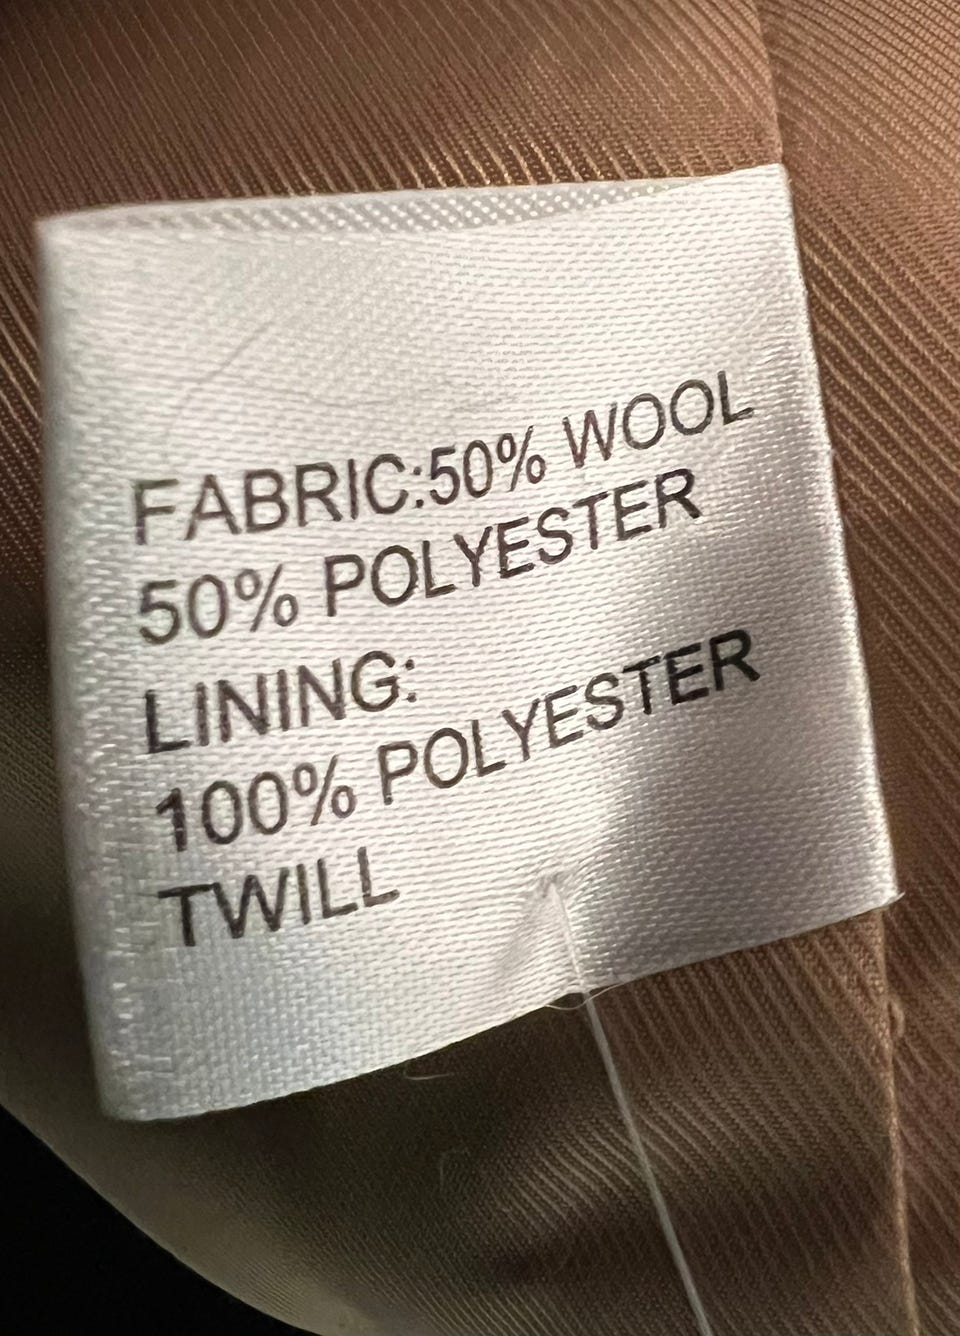 FABRIC:50% WOOL
50% POLYESTER
LINING:
100% POLYESTER
TWILL